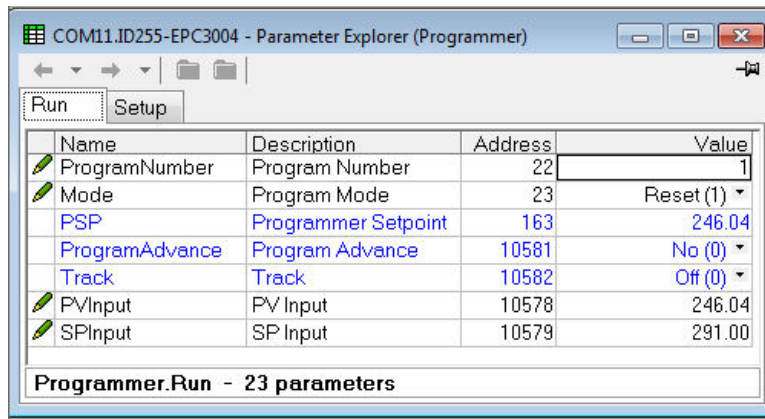 COM11.ID255-EPC3004 - Parameter Explorer (Programmer)
Run Setup
Name Description Address Value
ProgramNumber Program Number 22 1
Mode Program Mode 23 Reset (1)
PSP Programmer Setpoint 163 246.04
ProgramAdvance Program Advance 10581 No (0)
Track Track 10582 Off (0)
PVInput PV Input 10578 246.04
SPInput SP Input 10579 291.00
Programmer.Run - 23 parameters